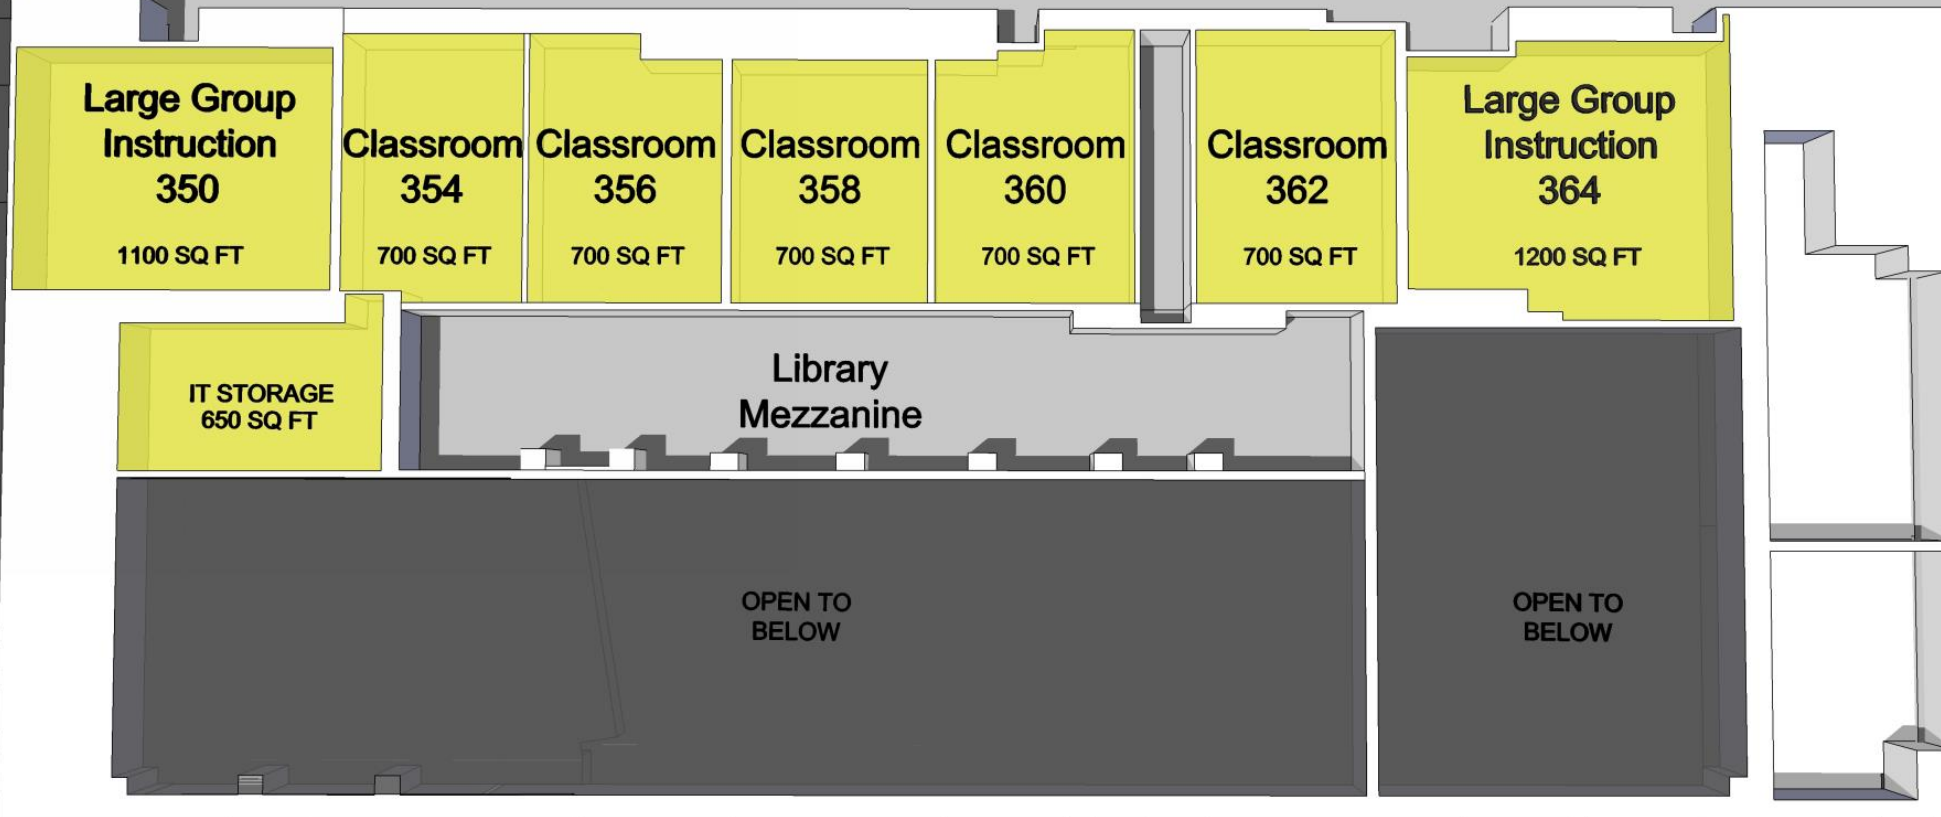 Large Group
Instruction
350
1100 SQ FT
Classroom
354
700 SQ FT
Classroom
356
700 SQ FT
Classroom
358
700 SQ FT
Classroom
360
700 SQ FT
Classroom
362
700 SQ FT
Large Group
Instruction
364
1200 SQ FT
IT STORAGE
650 SQ FT
Library
Mezzanine
OPEN TO
BELOW
OPEN TO
BELOW